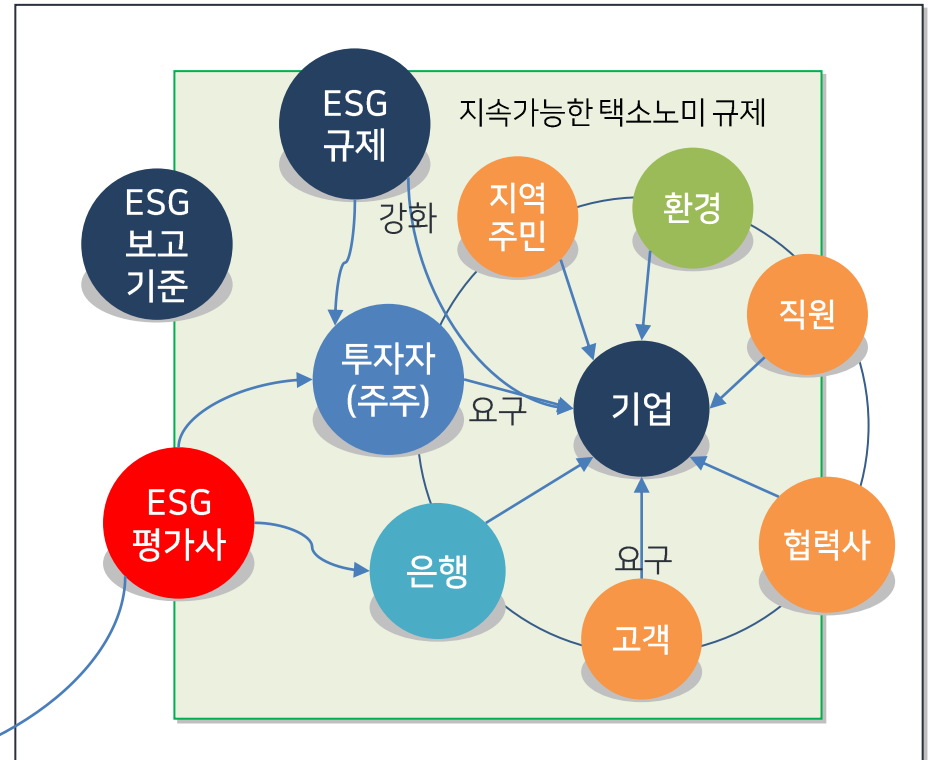 ESG
규제
지속가능한 택소노미 규제
ESG
보고
기준
강화
지역
주민
환경
직원
투자자
(주주)
요구
기업
ESG
평가사
은행
요구
협력사
고객